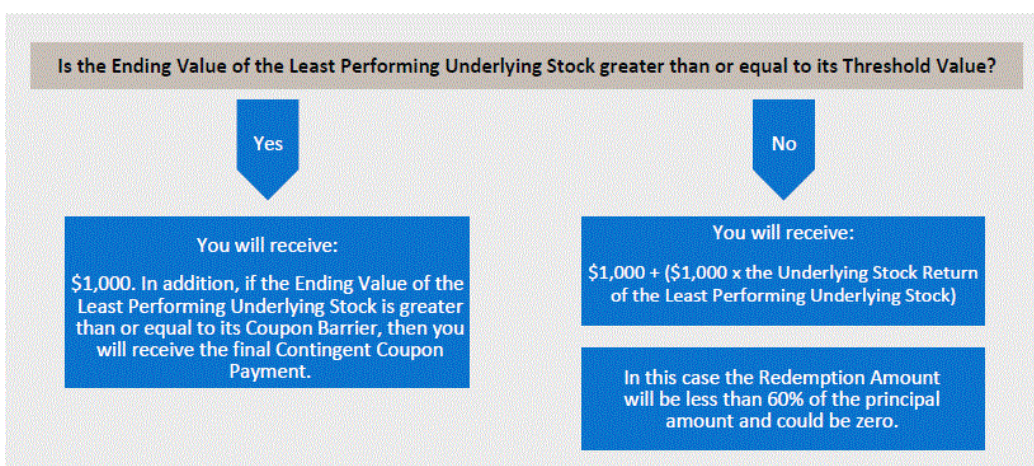 Is the Ending Value of the Least Performing Underlying Stock greater than or equal to its Threshold Value?
Yes
You will receive:
$1,000. In addition, if the Ending Value of the
Least Performing Underlying Stock is greater
than or equal to its Coupon Barrier, then you
will receive the final Contingent Coupon
Payment.
No
You will receive:
$1,000 + ($1,000 x the Underlying Stock Return
of the Least Performing Underlying Stock)
In this case the Redemption Amount
will be less than 60% of the principal
amount and could be zero.